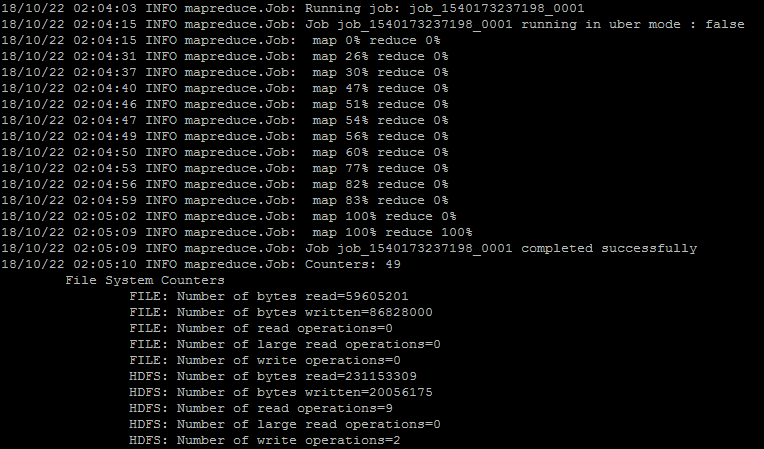 18/10/22 02:04:03 INFO mapreduce.Job: Running job: job_1540173237198_0001
18/10/22 02:04:15 INFO mapreduce.Job: Job job_1540173237198_0001 running in uber mode : false
18/10/22 02:04:15 INFO mapreduce.Job:  map 0% reduce 0%
18/10/22 02:04:31 INFO mapreduce.Job:  map 26% reduce 0%
18/10/22 02:04:37 INFO mapreduce.Job:  map 30% reduce 0%
18/10/22 02:04:40 INFO mapreduce.Job:  map 47% reduce 0%
18/10/22 02:04:46 INFO mapreduce.Job:  map 51% reduce 0%
18/10/22 02:04:47 INFO mapreduce.Job:  map 54% reduce 0%
18/10/22 02:04:49 INFO mapreduce.Job:  map 56% reduce 0%
18/10/22 02:04:50 INFO mapreduce.Job:  map 60% reduce 0%
18/10/22 02:04:53 INFO mapreduce.Job:  map 77% reduce 0%
18/10/22 02:04:56 INFO mapreduce.Job:  map 82% reduce 0%
18/10/22 02:04:59 INFO mapreduce.Job:  map 83% reduce 0%
18/10/22 02:05:02 INFO mapreduce.Job:  map 100% reduce 0%
18/10/22 02:05:09 INFO mapreduce.Job:  map 100% reduce 100%
18/10/22 02:05:09 INFO mapreduce.Job: Job job_1540173237198_0001 completed successfully
18/10/22 02:05:10 INFO mapreduce.Job: Counters: 49
File System Counters
FILE: Number of bytes read=59605201
FILE: Number of bytes written=86828000
FILE: Number of read operations=0
FILE: Number of large read operations=0
FILE: Number of write operations=0
HDFS: Number of bytes read=231153309
HDFS: Number of bytes written=20056175
HDFS: Number of read operations=9
HDFS: Number of large read operations=0
HDFS: Number of write operations=2